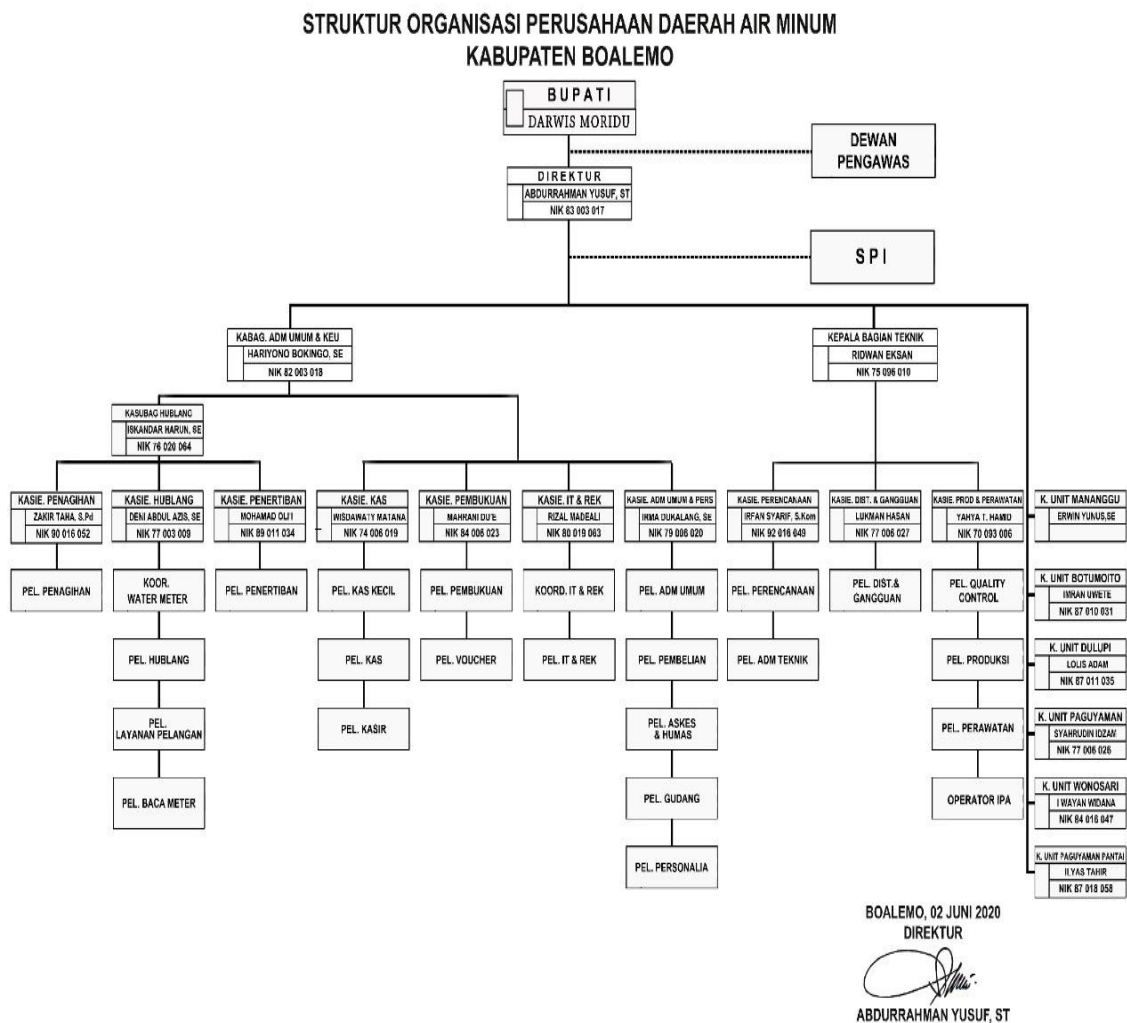 STRUKTUR ORGANISASI PERUSAHAAN DAERAH AIR MINUM
KABUPATEN BOALEMO
BUPATI
DARWIS MORIDU
DEWAN
PENGAWAS
DIREKTUR
ABDURRAHMAN YUSUF, ST
NIK 83 003 017
SPI
KABAG. ADM UMUM & KEU
HARIYONO BOKINGO, SE
NIK 82 003 018
KEPALA BAGIAN TEKNIK
RIDWAN EKSAN
NIK 75 096 010
KASUBAG HUBLANG
ISKANDAR HARUN, SE
NIK 76 020 064
KASIE. PENAGIHAN
ZAKIR TAHA, S.Pd
NIK 90 016 052
KASIE. HUBLANG
DENI ABDUL AZIS, SE
NIK 77 003 009
KASIE. PENERTIBAN
MOHAMAD
NIK 89 011 034
KASIE. KAS
WISDAWATY MATANA
NIK 74 006 019
KASIE. PEMBUKUAN
MAHRANI DU'E
NIK 84 006 023
KASIE. IT & REK
RIZAL MADEALI
NIK 80 019 063
KASIE. ADM UMUM & PERS
IRMA DUKALANG, SE
NIK 79 006 020
KASIE. PERENCANAAN
IRFAN SYARIF, S.Kom
NIK 92 016 049
KASIE. DIST. & GANGGUAN
LUKMAN HASAN
NIK 77 006 027
KASIE. PROD & PERAWATAN
YAHYA T. HAMID
NIK 70 093 006
K. UNIT MANANGGU
ERWIN YUNUS,SE
PEL. PENAGIHAN
KOOR.
WATER METER
PEL. PENERTIBAN
PEL. KAS KECIL
PEL. PEMBUKUAN
KOORD. IT & REK
PEL. ADM UMUM
PEL. PERENCANAAN
PEL. DIST.&
GANGGUAN
PEL. QUALITY
CONTROL
K. UNIT BOTUMOITO
IMRAN UWETE
NIK 87 010 031
PEL. HUBLANG
PEL. KAS
PEL. VOUCHER
PEL. IT & REK
PEL. PEMBELIAN
PEL. ADM TEKNIK
PEL. PRODUKSI
K. UNIT DULUPI
LOLIS ADAM
NIK 87 011 035
PEL.
LAYANAN PELANGAN
PEL. KASIR
PEL. ASKES
& HUMAS
PEL. PERAWATAN
K. UNIT PAGUYAMAN
SYAHRUDIN IDZAM
NIK 77 006 026
PEL. BACA METER
PEL. GUDANG
OPERATOR IPA
K. UNIT WONOSARI
I WAYAN WIDANA
NIK 84 016 047
PEL. PERSONALIA
K. UNIT PAGUYAMAN PANTAI
ILYAS TAHIR
NIK 87 018 058
BOALEMO, 02 JUNI 2020
DIREKTUR
ABDURRAHMAN YUSUF, ST